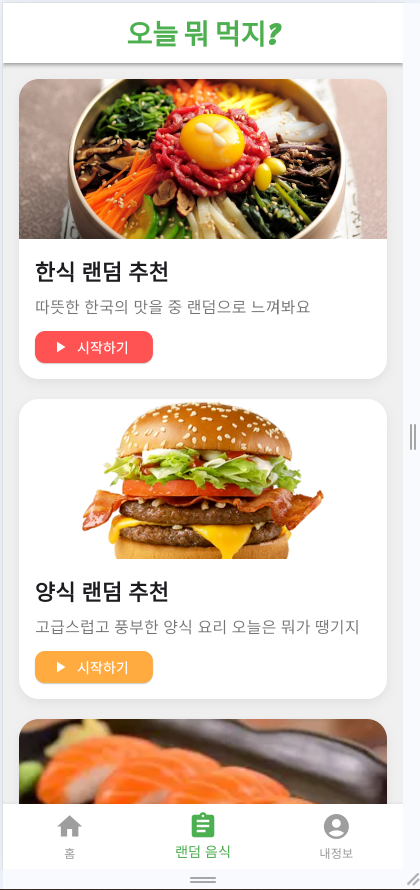 오늘 뭐 먹지?
한식 랜덤 추천
따뜻한 한국의 맛을 중 랜덤으로 느껴봐요
시작하기
양식 랜덤 추천
고급스럽고 풍부한 양식 요리 오늘은 뭐가 땡기지
시작하기
홈
랜덤 음식
내정보